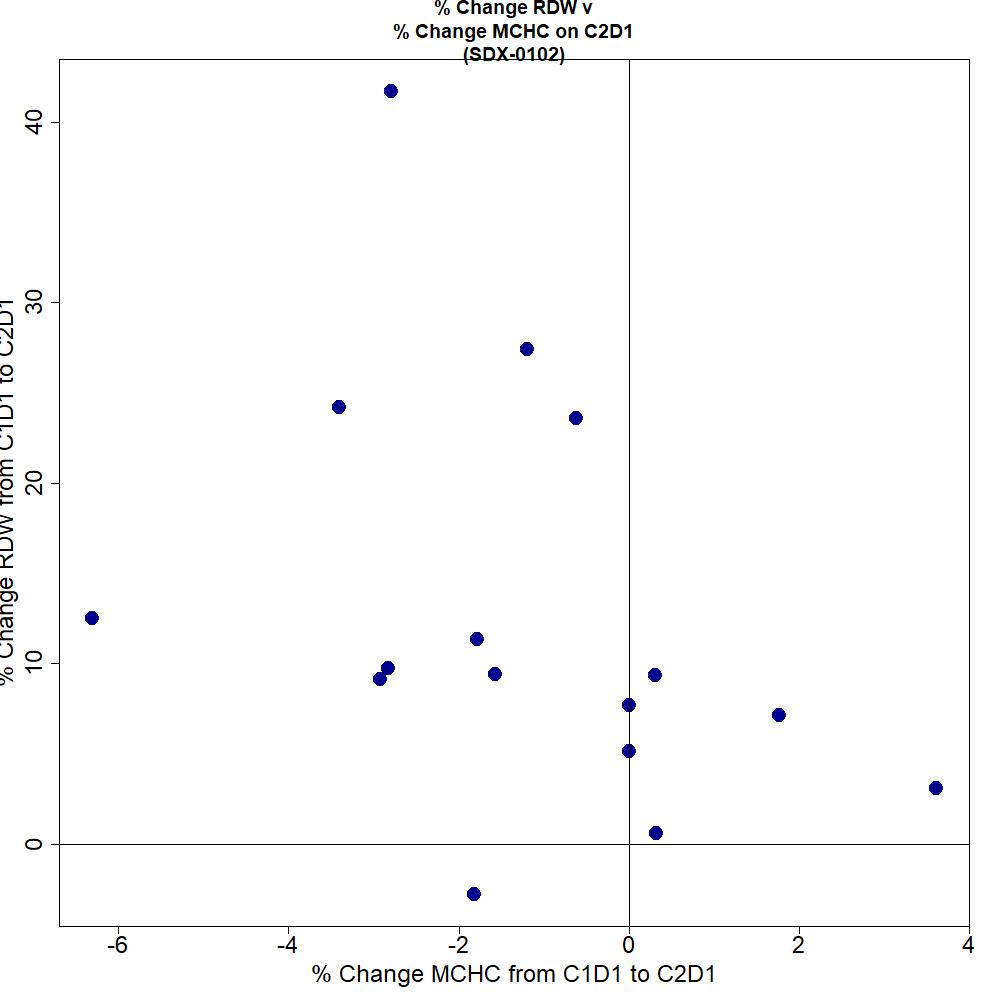 % Change RDW v
% Change MCHC on C2D1
(SDX-0102)
% Change RDW from C1D1 to C2D1
40
30
20
10
0
-6
-4
-2
0
2
4
% Change MCHC from C1D1 to C2D1